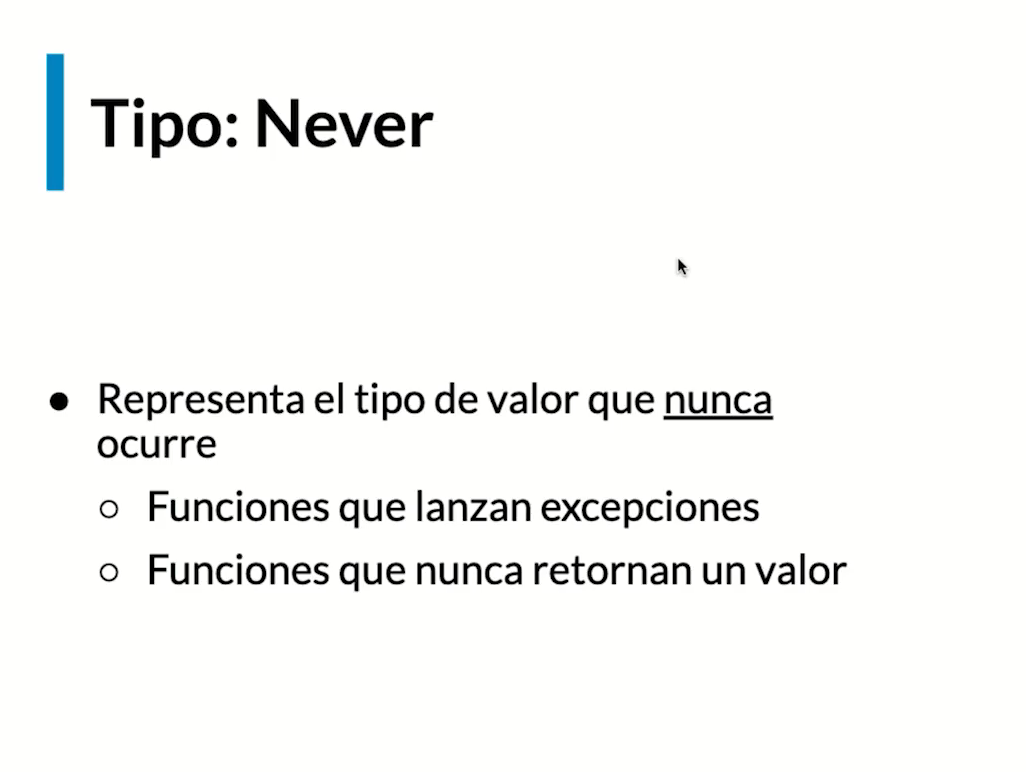 Tipo: Never
● Representa el tipo de valor que nunca
ocurre
○ Funciones que lanzan excepciones
○ Funciones que nunca retornan un valor